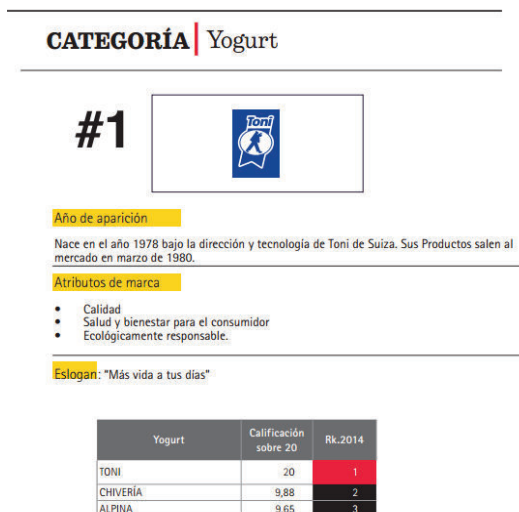 CATEGORÍA Yogurt
#1
Toni
Año de aparición
Nace en el año 1978 bajo la dirección y tecnología de Toni de Suiza. Sus Productos salen al
mercado en marzo de 1980.
Atributos de marca
• Calidad
• Salud y bienestar para el consumidor
• Ecológicamente responsable.
Eslogan: "Más vida a tus días"
Yogurt Calificación sobre 20 Rk.2014
TONI 20 1
CHIVERÍA 9,88 2
ALPINA 9,65 3